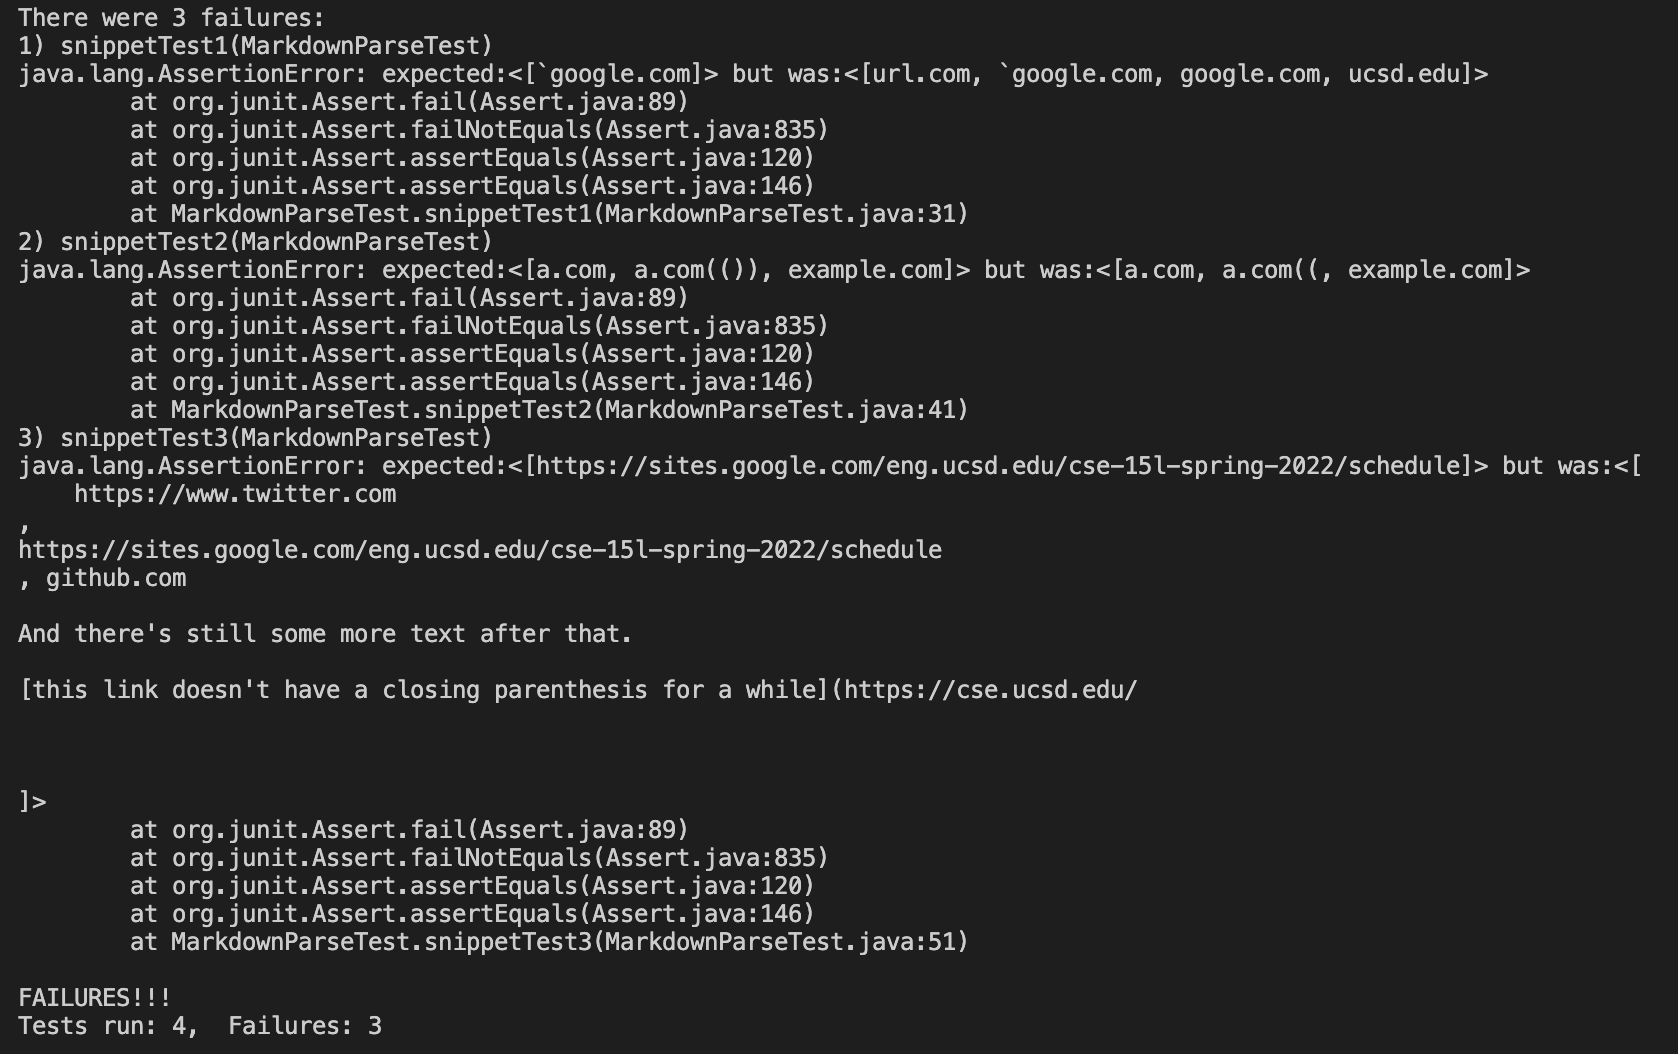 There were 3 failures:
1) snippetTest1(MarkdownParseTest)
java.lang.AssertionError: expected:<[`google.com]> but was:<[url.com, `google.com, google.com, ucsd.edu]>
        at org.junit.Assert.fail(Assert.java:89)
        at org.junit.Assert.failNotEquals(Assert.java:835)
        at org.junit.Assert.assertEquals(Assert.java:120)
        at org.junit.Assert.assertEquals(Assert.java:146)
        at MarkdownParseTest.snippetTest1(MarkdownParseTest.java:31)
2) snippetTest2(MarkdownParseTest)
java.lang.AssertionError: expected:<[a.com, a.com(()), example.com]> but was:<[a.com, a.com((, example.com]>
        at org.junit.Assert.fail(Assert.java:89)
        at org.junit.Assert.failNotEquals(Assert.java:835)
        at org.junit.Assert.assertEquals(Assert.java:120)
        at org.junit.Assert.assertEquals(Assert.java:146)
        at MarkdownParseTest.snippetTest2(MarkdownParseTest.java:41)
3) snippetTest3(MarkdownParseTest)
java.lang.AssertionError: expected:<[https://sites.google.com/eng.ucsd.edu/cse-15l-spring-2022/schedule]> but was:<[
    https://www.twitter.com
,
https://sites.google.com/eng.ucsd.edu/cse-15l-spring-2022/schedule
, github.com

And there's still some more text after that.

[this link doesn't have a closing parenthesis for a while](https://cse.ucsd.edu/



]>
        at org.junit.Assert.fail(Assert.java:89)
        at org.junit.Assert.failNotEquals(Assert.java:835)
        at org.junit.Assert.assertEquals(Assert.java:120)
        at org.junit.Assert.assertEquals(Assert.java:146)
        at MarkdownParseTest.snippetTest3(MarkdownParseTest.java:51)

FAILURES!!!
Tests run: 4,  Failures: 3